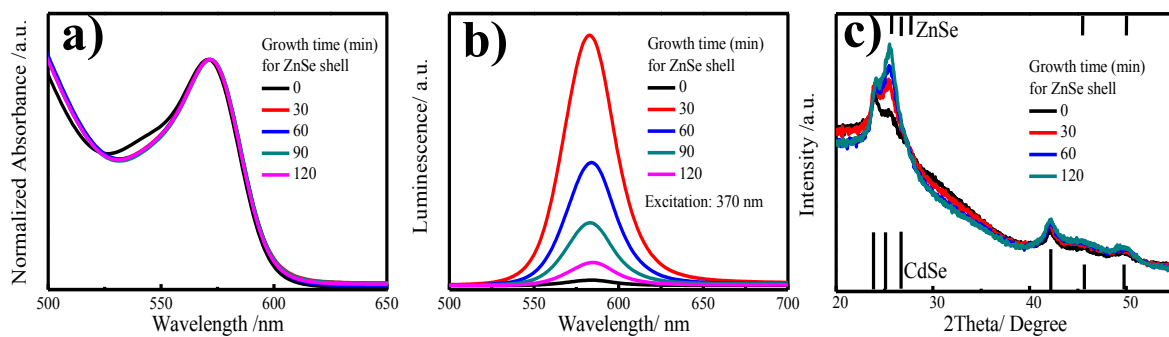 a)
Normalized Absorbance /a.u.
Growth time (min)
for ZnSe shell
0
30
60
90
120
500 550 600 650
Wavelength /nm
b)
Luminescence/ a.u.
Growth time (min)
for ZnSe shell
0
30
60
90
120
Excitation: 370 nm
500 550 600 650 700
Wavelength/ nm
c)
Intensity /a.u.
ZnSe
Growth time (min)
for ZnSe shell
0
30
60
120
CdSe
20 30 40 50
2Theta/ Degree